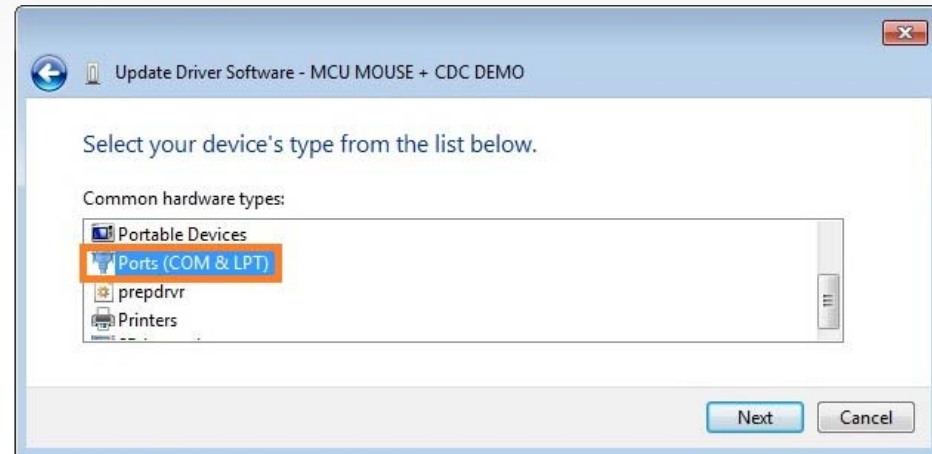 Update Driver Software - MCU MOUSE + CDC DEMO
Select your device's type from the list below.
Common hardware types:
Portable Devices
Ports (COM & LPT)
prepdrvr
Printers
Next Cancel